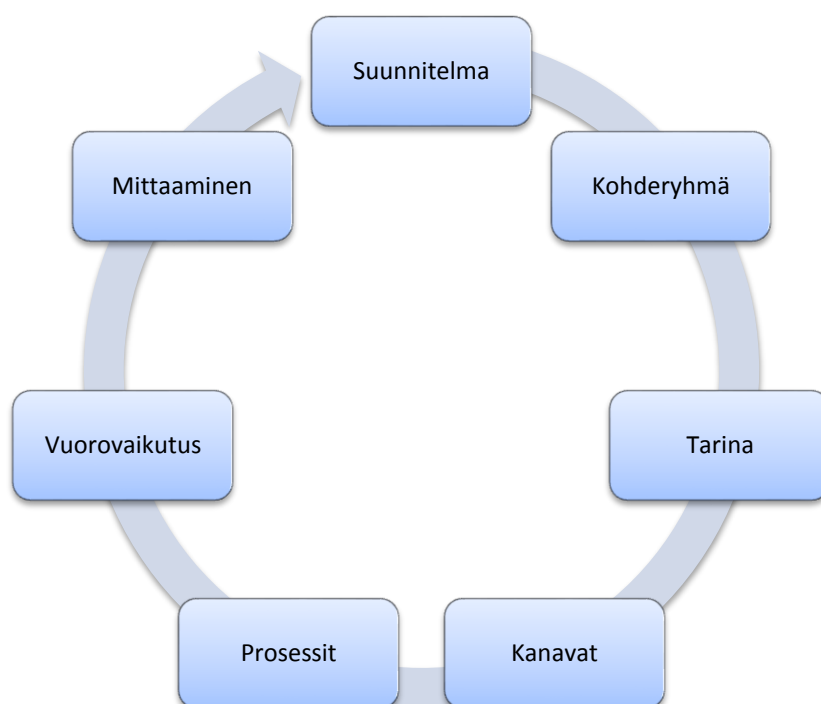 Suunnitelma
Kohderyhmä
Tarina
Kanavat
Prosessit
Vuorovaikutus
Mittaaminen